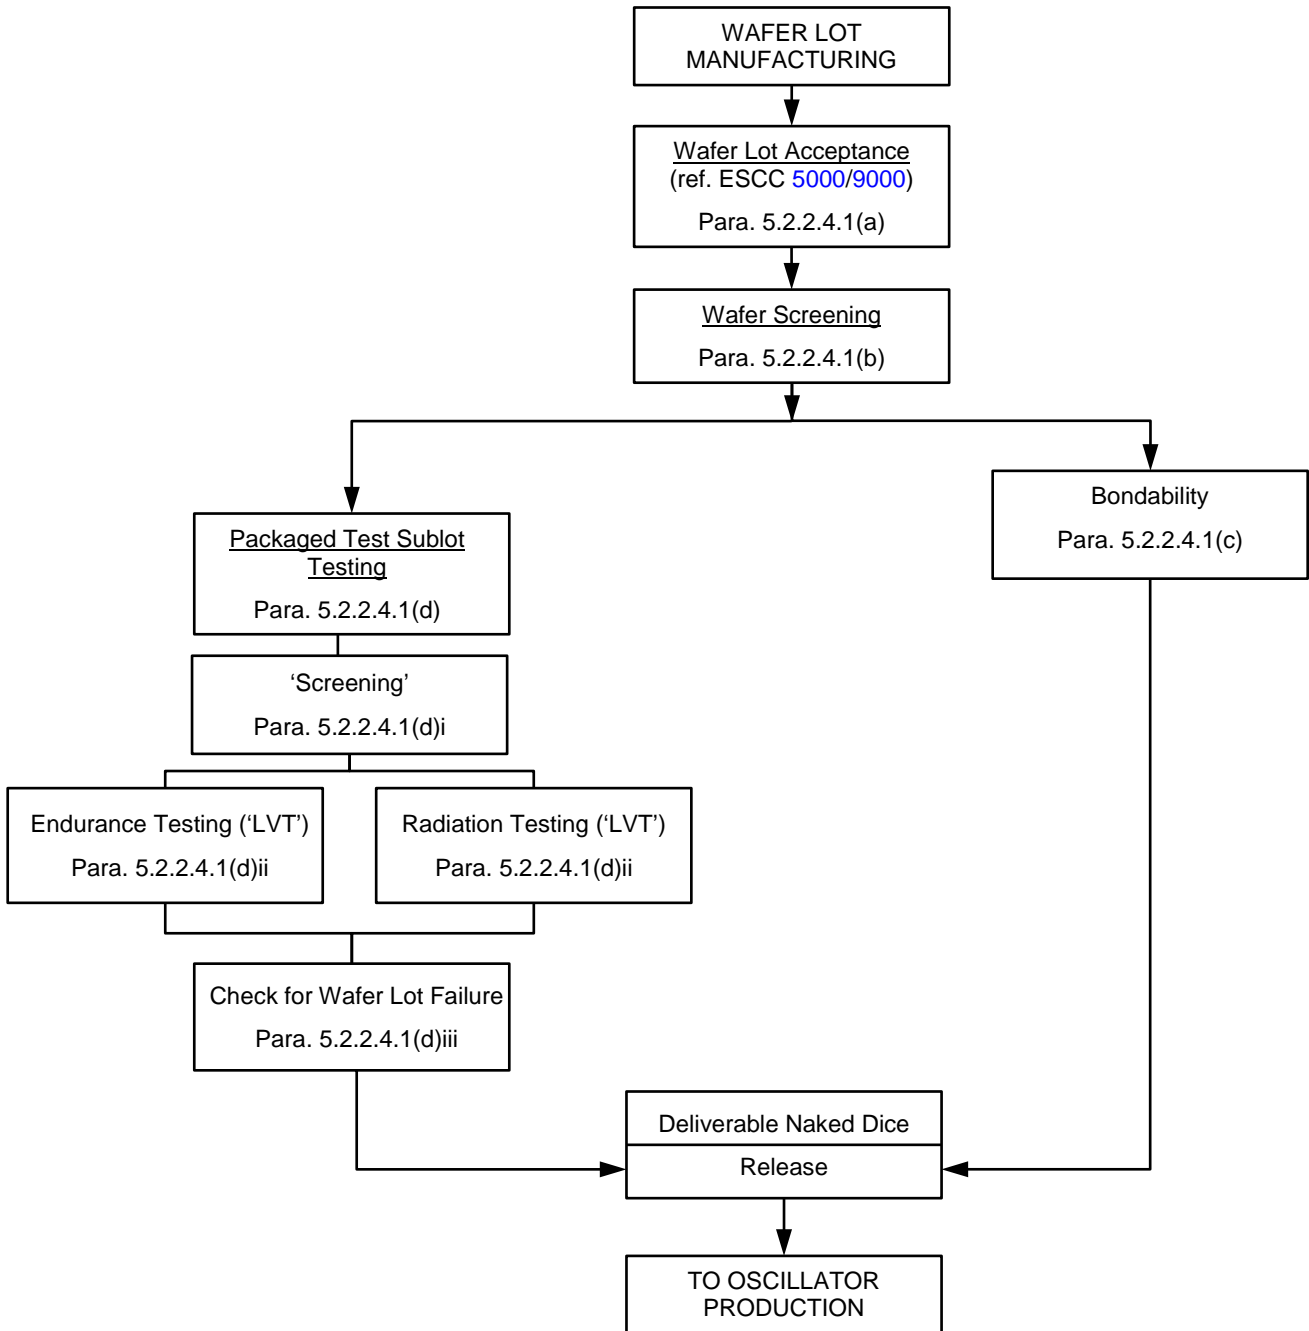 WAFER LOT
MANUFACTURING
Wafer Lot Acceptance
(ref. ESCC 5000/9000)
Para. 5.2.2.4.1(a)
Wafer Screening
Para. 5.2.2.4.1(b)
Bondability
Para. 5.2.2.4.1(c)
Packaged Test Sublot
Testing
Para. 5.2.2.4.1(d)
‘Screening’
Para. 5.2.2.4.1(d)i
Endurance Testing (‘LVT’)
Para. 5.2.2.4.1(d)ii
Radiation Testing (‘LVT’)
Para. 5.2.2.4.1(d)ii
Check for Wafer Lot Failure
Para. 5.2.2.4.1(d)iii
Deliverable Naked Dice
Release
TO OSCILLATOR
PRODUCTION